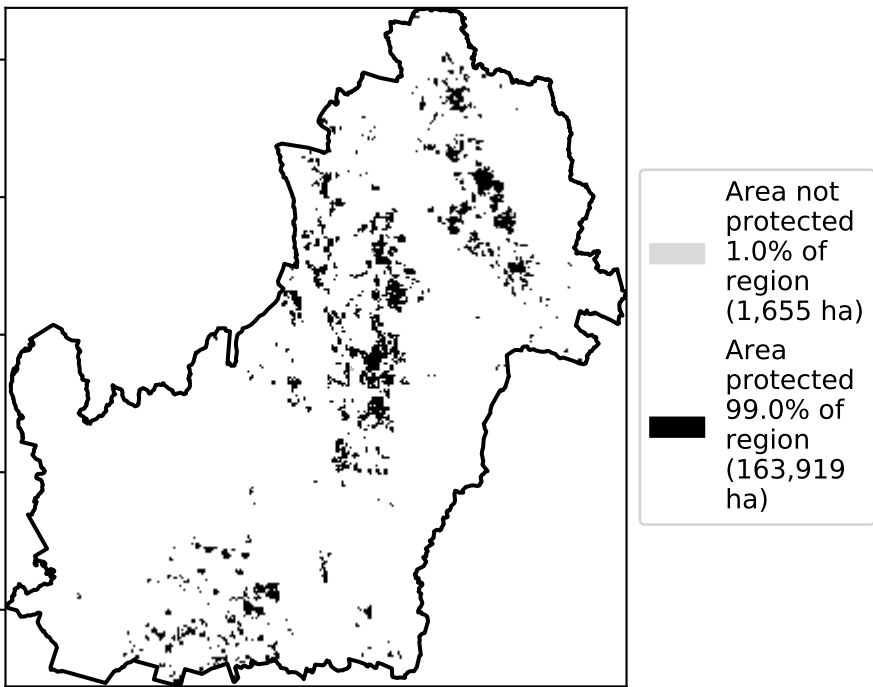 Area not
protected
1.0% of
region
(1,655 ha)
Area
protected
99.0% of
region
(163,919
ha)